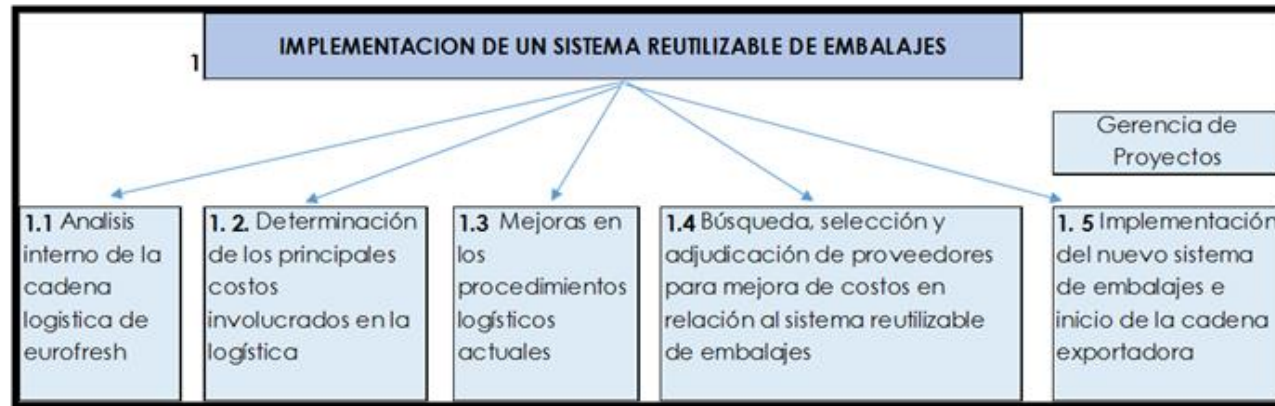 1 IMPLEMENTACION DE UN SISTEMA REUTILIZABLE DE EMBALAJES
Gerencia de
Proyectos
1.1 Analisis
interno de la
cadena
logistica de
eurofresh
1. 2. Determinación
de los principales
costos
involucrados en la
logística
1.3 Mejoras en
los
procedimientos
logísticos
actuales
1.4 Búsqueda, selección y
adjudicación de proveedores
para mejora de costos en
relación al sistema reutilizable
de embalajes
1. 5 Implementación
del nuevo sistema
de embalajes e
inicio de la cadena
exportadora